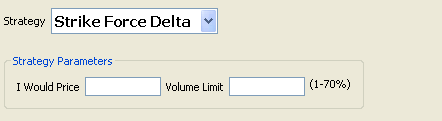 Strategy Strike Force Delta
Strategy Parameters
I Would Price Volume Limit (1-70%)